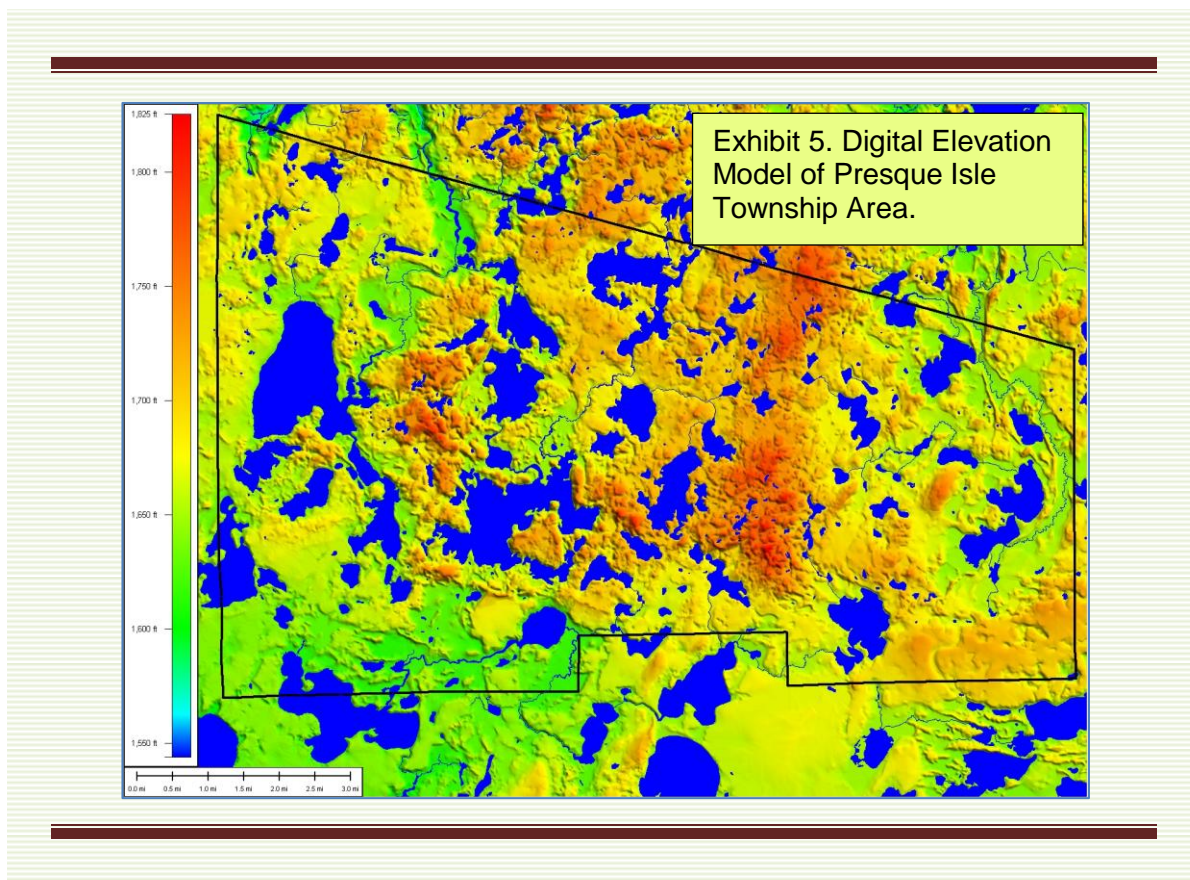 Exhibit 5. Digital Elevation
Model of Presque Isle
Township Area.
1,825 ft
1,800 ft
1,750 ft
1,700 ft
1,650 ft
1,600 ft
1,550 ft
0.0 mi 0.5 mi 1.0 mi 1.5 mi 2.0 mi 2.5 mi 3.0 mi